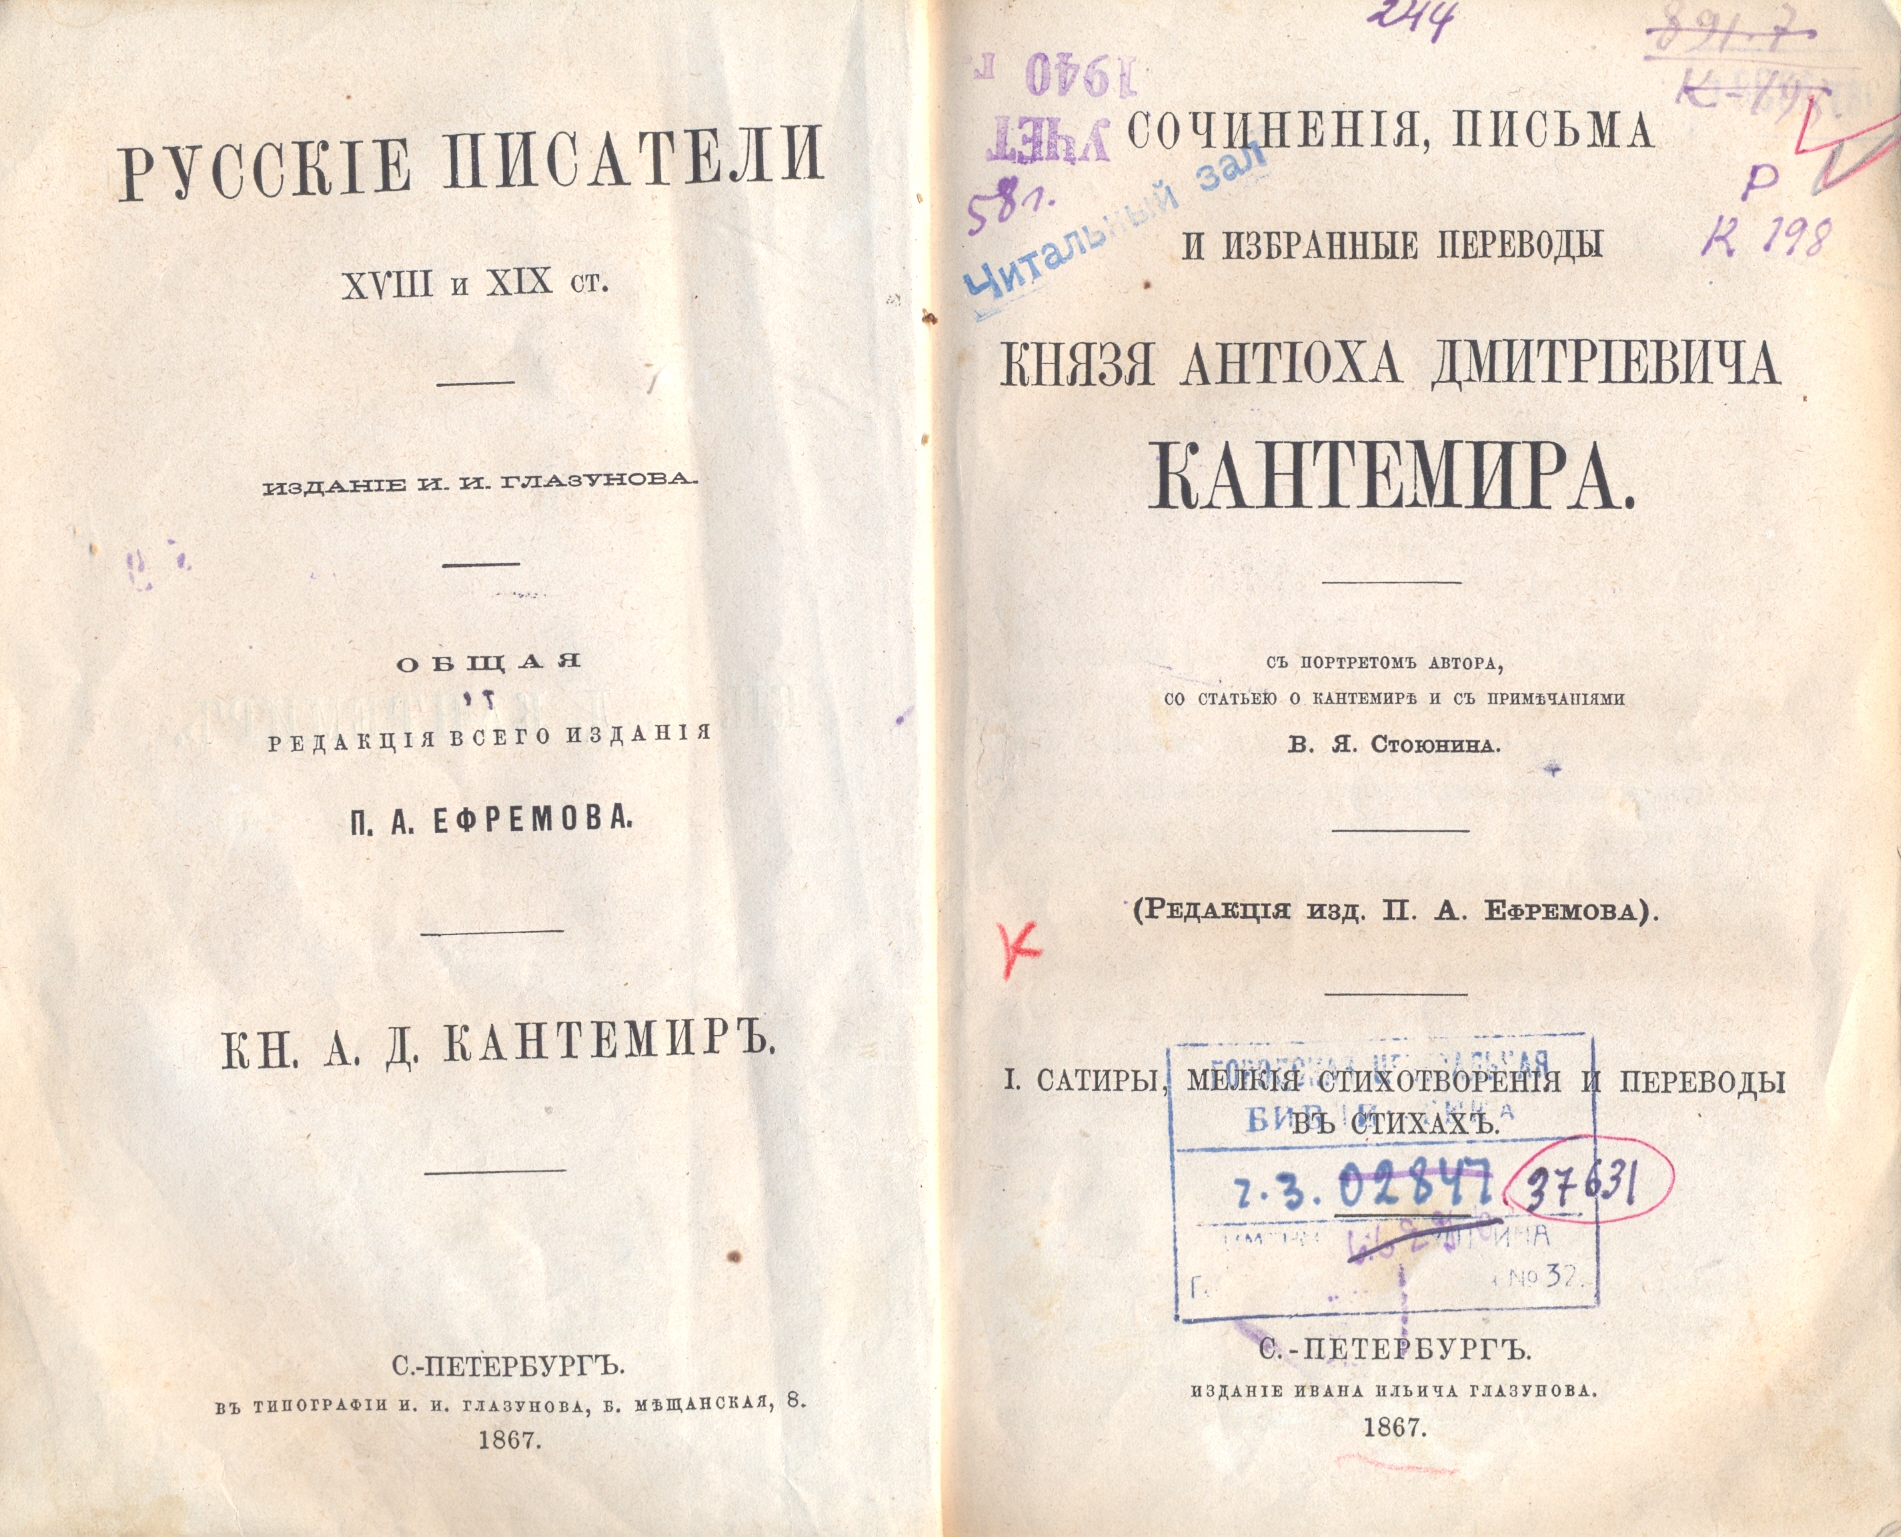 РУССКІЕ ПИСАТЕЛИ
XVIII и XIX ст.
ИЗДАНІЕ И. И. ГЛАЗУНОВА.
ОБЩАЯ
РЕДАКЦІЯ ВСЕГО ИЗДАНІЯ
П. А. ЕФРЕМОВА.
КН. А. Д. КАНТЕМИРЪ.
С.-ПЕТЕРБУРГЪ.
ВЪ ТИПОГРАФІИ И. И. ГЛАЗУНОВА, Б. МѢЩАНСКАЯ, 8.
1867.
244
891.7
1940 г.
УЧЕТ
58 г.
Читальный зал
Р
К 198
СОЧИНЕНІЯ, ПИСЬМА
И ИЗБРАННЫЕ ПЕРЕВОДЫ
КНЯЗЯ АНТІОХА ДМИТРІЕВИЧА
КАНТЕМИРА.
СЪ ПОРТРЕТОМЪ АВТОРА,
СО СТАТЬЕЮ О КАНТЕМИРѢ И СЪ ПРИМѢЧАНІЯМИ
В. Я. Стоюнина.
(Редакція изд. П. А. Ефремова).
К
I. САТИРЫ, МЕЛКІЯ СТИХОТВОРЕНІЯ И ПЕРЕВОДЫ
ВЪ СТИХАХЪ.
ч.з. 02847
37631
№ 32
С.-ПЕТЕРБУРГЪ.
ИЗДАНІЕ ИВАНА ИЛЬИЧА ГЛАЗУНОВА.
1867.